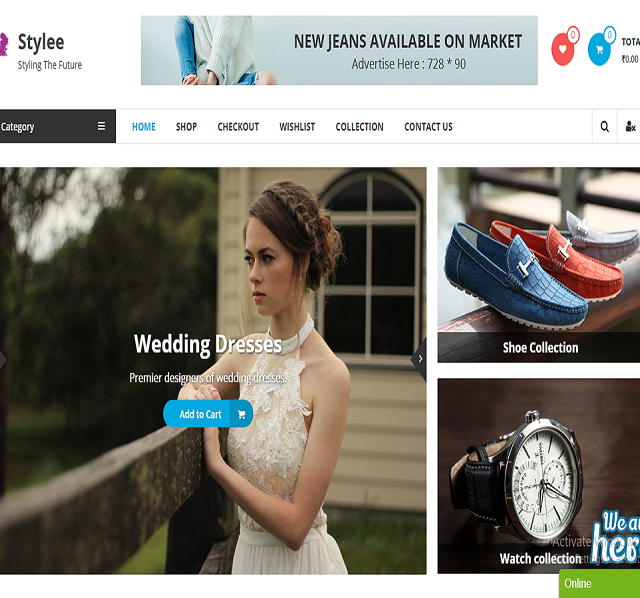 Stylee
Styling The Future
NEW JEANS AVAILABLE ON MARKET
Advertise Here : 728 * 90
0
0
TOTA
₹0.00
Category
HOME SHOP CHECKOUT WISHLIST COLLECTION CONTACT US
Wedding Dresses
Premier designers of wedding dresses.
Add to Cart
Shoe Collection
We a
her
Activate
Watch collection
Online